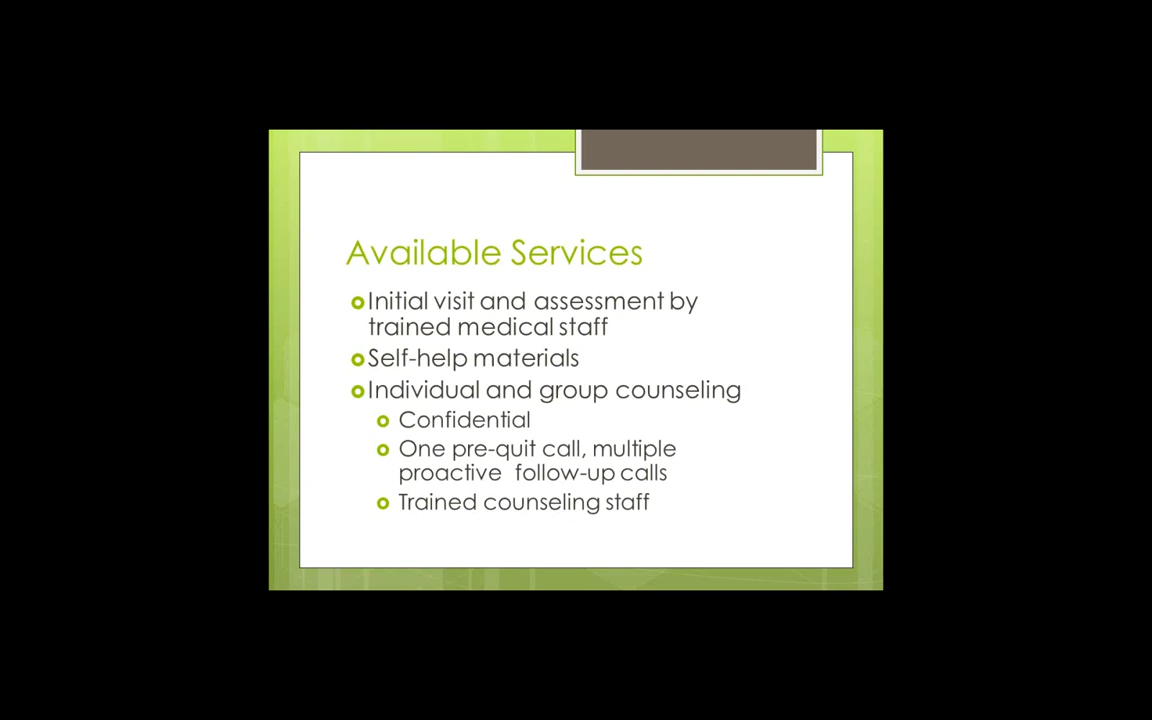 Available Services
Initial visit and assessment by
trained medical staff
Self-help materials
Individual and group counseling
Confidential
One pre-quit call, multiple
proactive  follow-up calls
Trained counseling staff